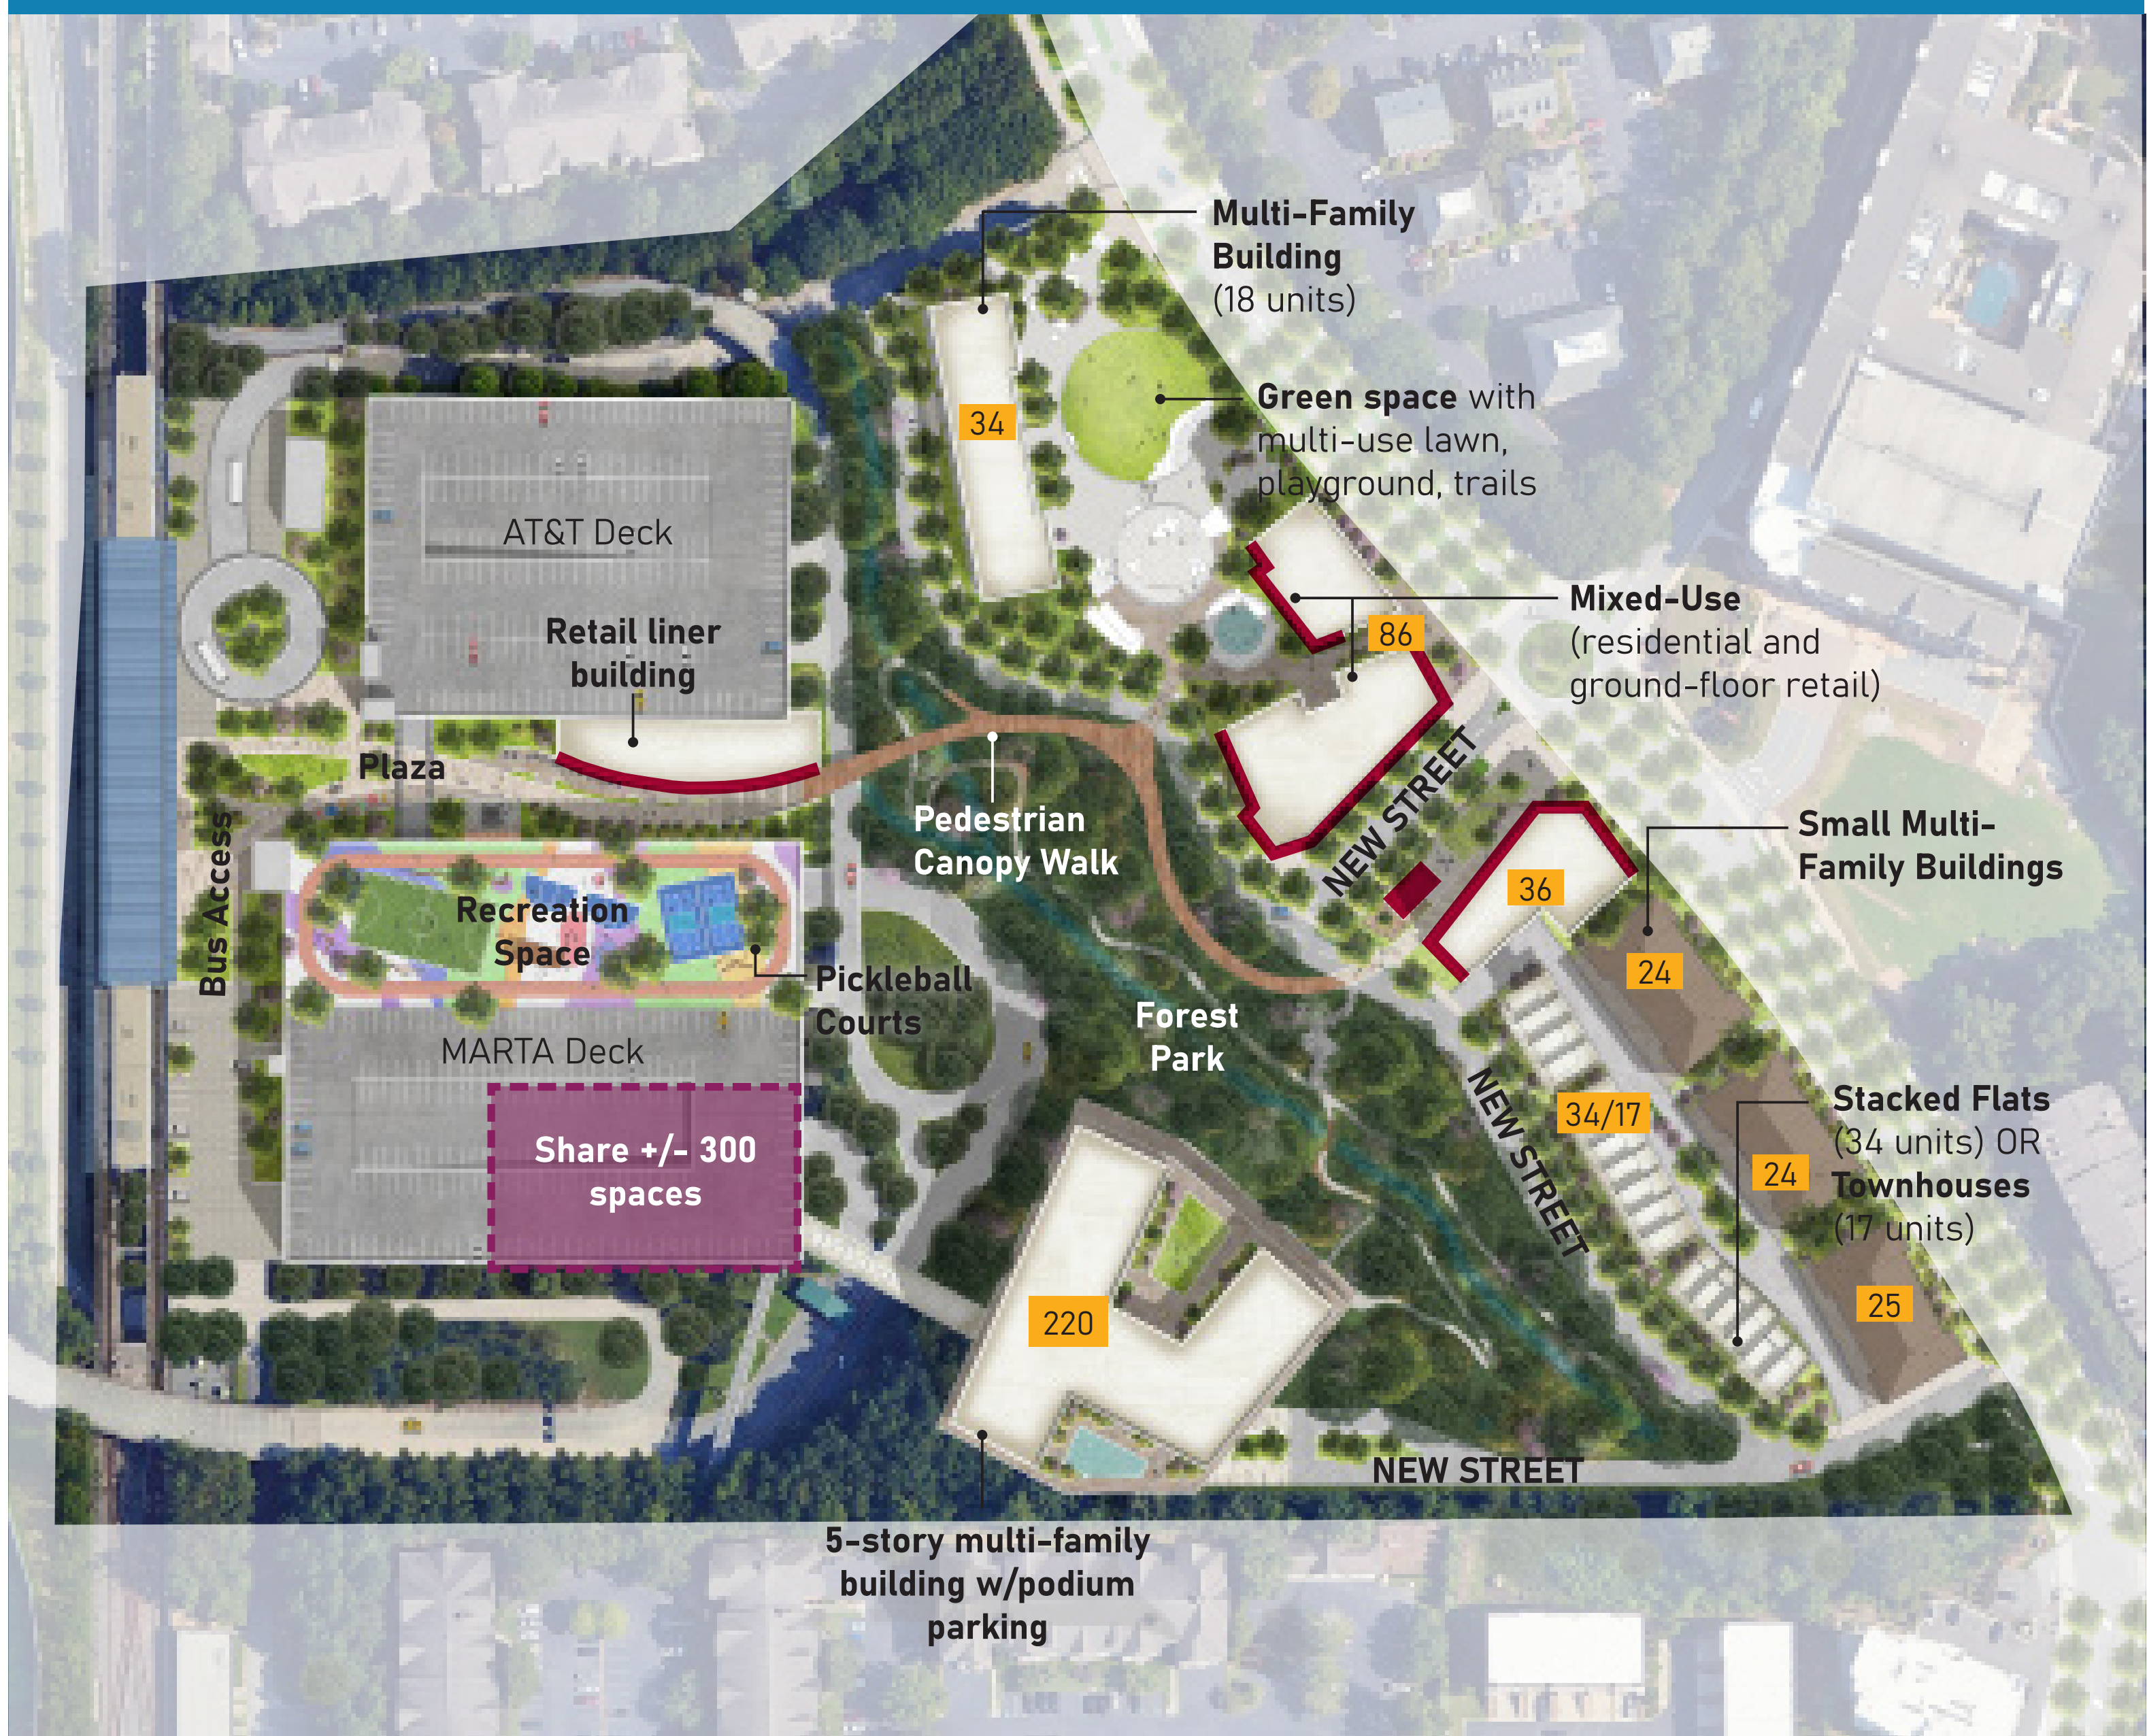 Multi-Family
Building
(18 units)
34
Green space with
multi-use lawn,
playground, trails
AT&T Deck
Retail liner
building
Mixed-Use
(residential and
ground-floor retail)
86
Plaza
Pedestrian
Canopy Walk
NEW STREET
Small Multi-
Family Buildings
36
24
Bus Access
Recreation
Space
Pickleball
Courts
Forest
Park
MARTA Deck
Share +/- 300
spaces
NEW STREET
34/17
Stacked Flats
(34 units) OR
Townhouses
(17 units)
24
25
220
NEW STREET
5-story multi-family
building w/podium
parking